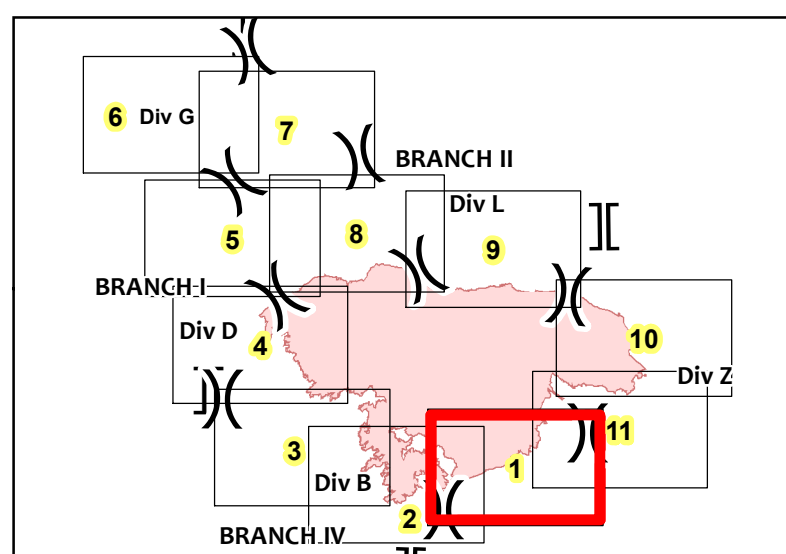 6
Div G
7
BRANCH II
Div L
5
8
9
BRANCH I
Div D
4
10
Div Z
3
11
1
Div B
2
BRANCH IV